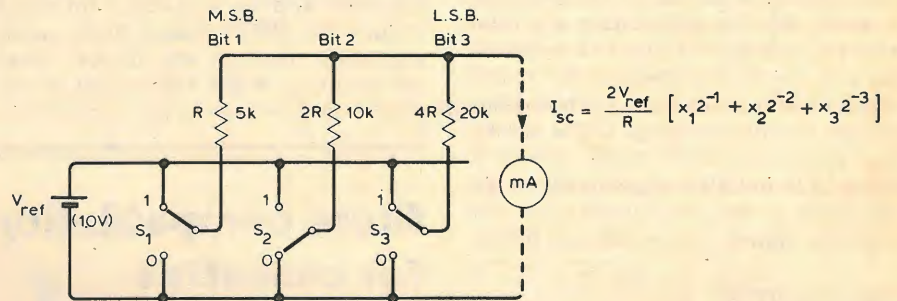 M.S.B. L.S.B.
Bit 1 Bit 2 Bit 3
R 5k 2R 10k 4R 20k
I_sc = 2V_ref/R [x_1 2^-1 + x_2 2^-2 + x_3 2^-3]
mA
V_ref (1,0V)
1 1 1
S_1 S_2 S_3
0 0 0